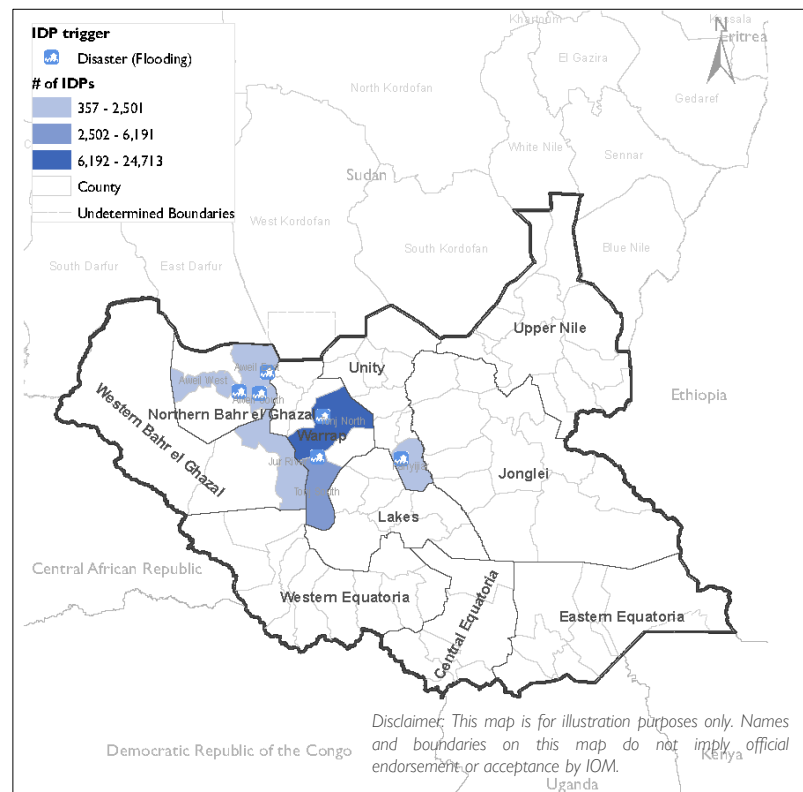 IDP trigger
Disaster (Flooding)
# of IDPs
357 - 2,501
2,502 - 6,191
6,192 - 24,713
County
Undetermined Boundaries
N
Khartoum
Kassala
Eritrea
El Gazira
Gedaref
North Kordofan
White Nile
Sennar
Sudan
West Kordofan
South Kordofan
Blue Nile
South Darfur
East Darfur
Upper Nile
Unity
Ethiopia
Aweil West
Northern Bahr el Ghazal
Western Bahr el Ghazal
Warrap
Jonglei
Lakes
Central African Republic
Western Equatoria
Central Equatoria
Eastern Equatoria
Disclaimer: This map is for illustration purposes only. Names
and boundaries on this map do not imply official
endorsement or acceptance by IOM.
Democratic Republic of the Congo
Kenya
Uganda